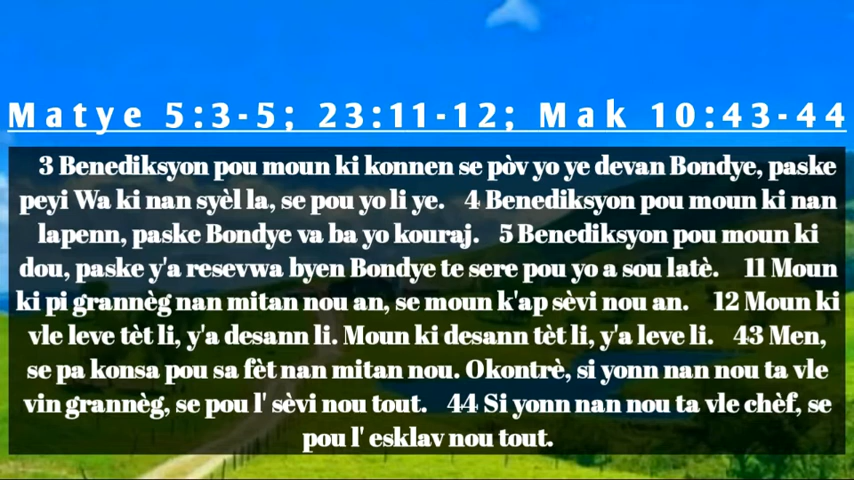 Matye 5:3-5; 23:11-12; Mak 10:43-44
3 Benediksyon pou moun ki konnen se pòv yo ye devan Bondye, paske
peyi Wa ki nan syèl la, se pou yo li ye. 4 Benediksyon pou moun ki nan
lapenn, paske Bondye va ba yo kouraj. 5 Benediksyon pou moun ki
dou, paske y'a resevwa byen Bondye te sere pou yo a sou latè. 11 Moun
ki pi grannèg nan mitan nou an, se moun k'ap sèvi nou an. 12 Moun ki
vle leve tèt li, y'a desann li. Moun ki desann tèt li, y'a leve li. 43 Men,
se pa konsa pou sa fèt nan mitan nou. Okontrè, si yonn nan nou ta vle
vin grannèg, se pou l' sèvi nou tout. 44 Si yonn nan nou ta vle chèf, se
pou l' esklav nou tout.